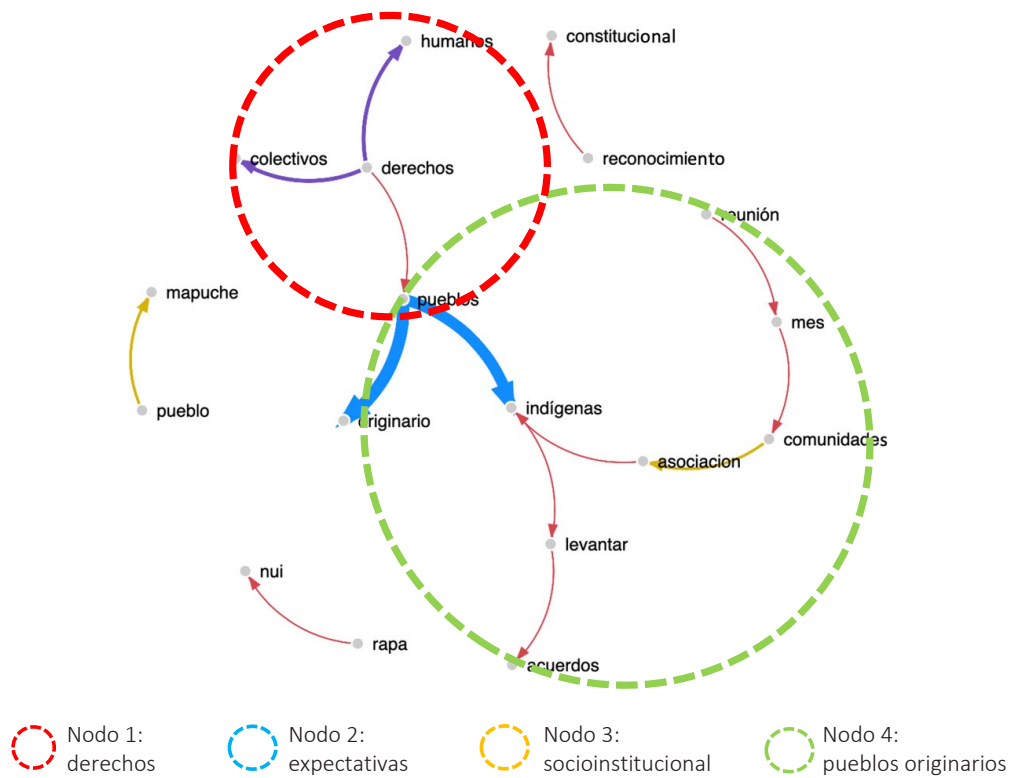 humanos
constitucional
colectivos
derechos
reconocimiento
reunión
mapuche
pueblos
mes
pueblo
originario
indígenas
comunidades
asociacion
levantar
nui
rapa
acuerdos
Nodo 1:
derechos
Nodo 2:
expectativas
Nodo 3:
socioinstitucional
Nodo 4:
pueblos originarios